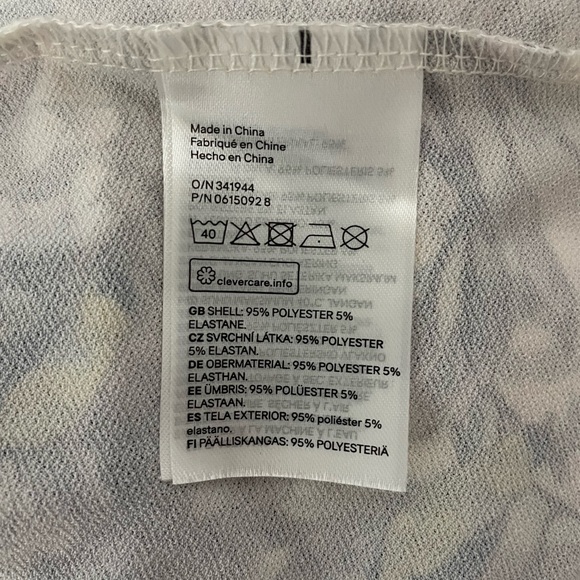 Made in China
Fabriqué en Chine
Hecho en China
O/N 341944
P/N 0615092 8
40
clevercare.info
GB SHELL: 95% POLYESTER 5%
ELASTANE.
CZ SVRCHNÍ LÁTKA: 95% POLYESTER
5% ELASTAN.
DE OBERMATERIAL: 95% POLYESTER 5%
ELASTHAN.
EE ÜMBRIS: 95% POLÜESTER 5%
ELASTAAN.
ES TELA EXTERIOR: 95% poliéster 5%
elastano.
FI PÄÄLLISKANGAS: 95% POLYESTERIÄ